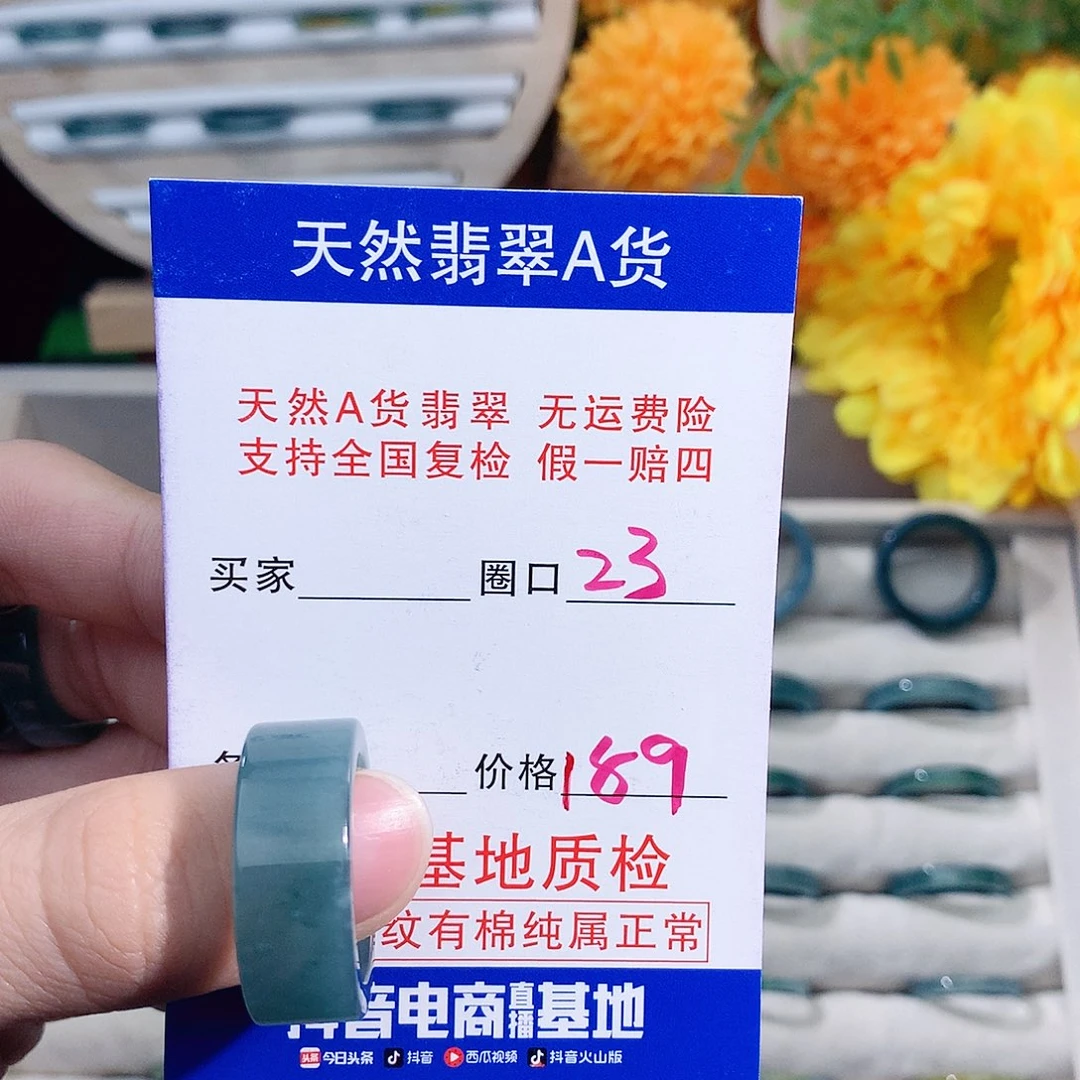 天然翡翠A货
天然A货翡翠 无运费险
支持全国复检 假一赔四
买家 圈口 23
价格 189
基地质检
纹有棉纯属正常
抖音电商直播基地
头条 今日头条 抖音 西瓜视频 抖音火山版